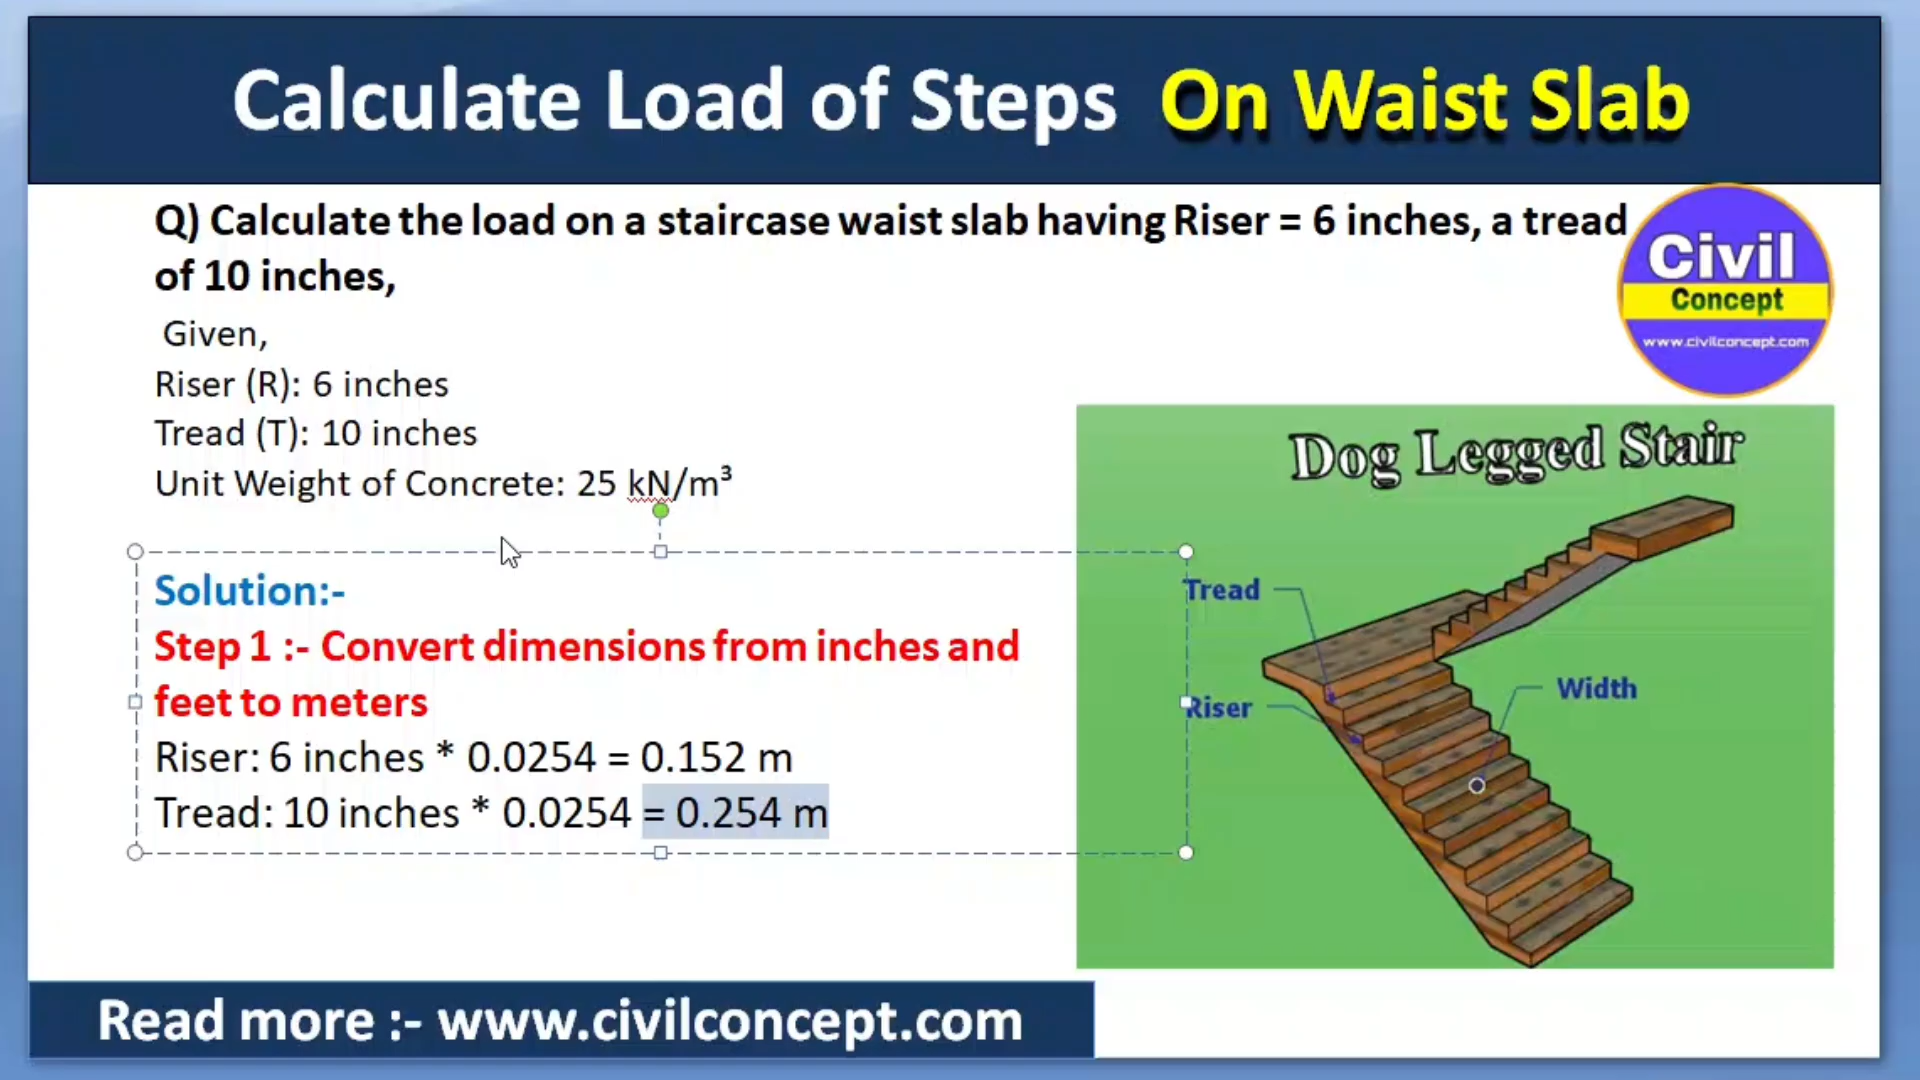 Calculate Load of Steps On Waist Slab
Q) Calculate the load on a staircase waist slab having Riser = 6 inches, a tread
of 10 inches,
Civil
Concept
www.civilconcept.com
Given,
Riser (R): 6 inches
Tread (T): 10 inches
Unit Weight of Concrete: 25 kN/m³
Solution:-
Step 1 :- Convert dimensions from inches and
feet to meters
Riser: 6 inches * 0.0254 = 0.152 m
Tread: 10 inches * 0.0254 = 0.254 m
Dog Legged Stair
Tread
Riser
Width
Read more :- www.civilconcept.com